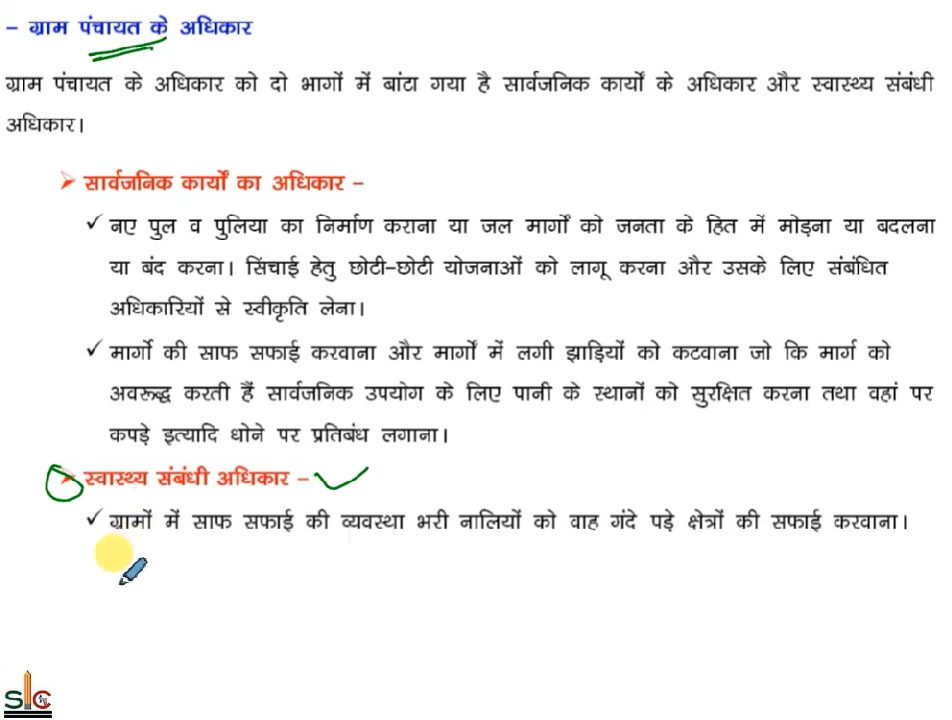 – ग्राम पंचायत के अधिकार
ग्राम पंचायत के अधिकार को दो भागों में बांटा गया है सार्वजनिक कार्यों के अधिकार और स्वास्थ्य संबंधी
अधिकार।
➢ सार्वजनिक कार्यों का अधिकार –
✓ नए पुल व पुलिया का निर्माण कराना या जल मार्गों को जनता के हित में मोड़ना या बदलना
या बंद करना। सिंचाई हेतु छोटी-छोटी योजनाओं को लागू करना और उसके लिए संबंधित
अधिकारियों से स्वीकृति लेना।
✓ मार्गो की साफ सफाई करवाना और मार्गों में लगी झाड़ियों को कटवाना जो कि मार्ग को
अवरूद्ध करती हैं सार्वजनिक उपयोग के लिए पानी के स्थानों को सुरक्षित करना तथा वहां पर
कपड़े इत्यादि धोने पर प्रतिबंध लगाना।
➢ स्वास्थ्य संबंधी अधिकार –
✓ ग्रामों में साफ सफाई की व्यवस्था भरी नालियों को वाह गंदे पड़े क्षेत्रों की सफाई करवाना।
SLC